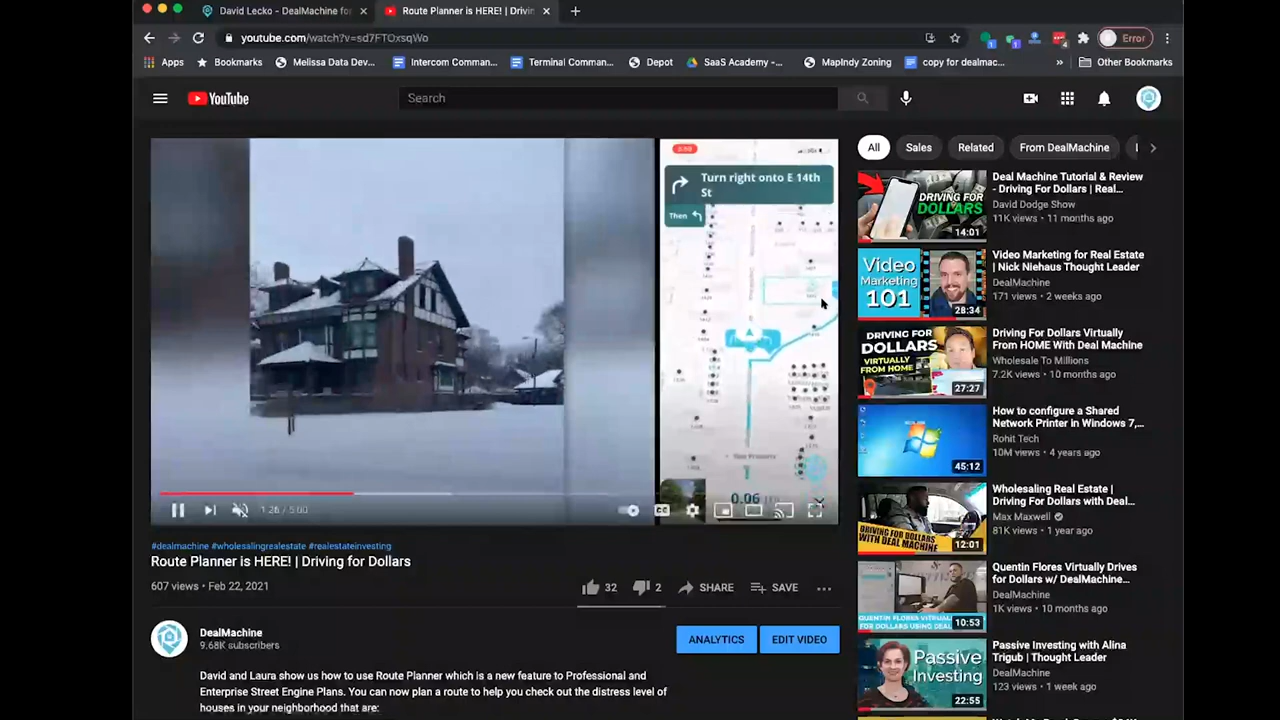 David Lecko - DealMachine for
Route Planner is HERE! | Drivin
youtube.com/watch?v=sd7FTOxsqWo
Error
Apps
Bookmarks
Melissa Data Dev...
Intercom Comman...
Terminal Comman...
Depot
SaaS Academy -...
MapIndy Zoning
copy for dealmac...
»
Other Bookmarks
YouTube
Search
All
Sales
Related
From DealMachine
Turn right onto E 14th
St
Then
0.06
1:26 / 5:00
CC
#dealmachine #wholesalingrealestate #realestateinvesting
Route Planner is HERE! | Driving for Dollars
607 views • Feb 22, 2021
32
2
SHARE
SAVE
DealMachine
9.68K subscribers
ANALYTICS
EDIT VIDEO
David und Laura show us how to use Route Planner which is a new feature to Professional and
Enterprise Street Engine Plans. You can now plan a route to help you check out the distress level of
houses in your neighborhood that are:
DRIVING FOR
DOLLARS
14:01
Deal Machine Tutorial & Review
- Driving For Dollars | Real...
David Dodge Show
11K views • 11 months ago
Video
Marketing
101
28:34
Video Marketing for Real Estate
| Nick Niehaus Thought Leader
DealMachine
171 views • 2 weeks ago
DRIVING FOR
DOLLARS
VIRTUALLY
FROM HOME
27:27
Driving For Dollars Virtually
From HOME With Deal Machine
Wholesale To Millions
7.2K views • 10 months ago
45:12
How to configure a Shared
Network Printer in Windows 7,...
Rohit Tech
10M views • 4 years ago
DRIVING FOR DOLLARS
WITH DEAL MACHINE
12:01
Wholesaling Real Estate |
Driving For Dollars with Deal...
Max Maxwell
81K views • 1 year ago
QUENTIN FLORES VIRTUAL
FOR DOLLARS USING DEAL
10:53
Quentin Flores Virtually Drives
for Dollars w/ DealMachine...
DealMachine
1K views • 10 months ago
Passive
Investing
22:55
Passive Investing with Alina
Trigub | Thought Leader
DealMachine
123 views • 1 week ago